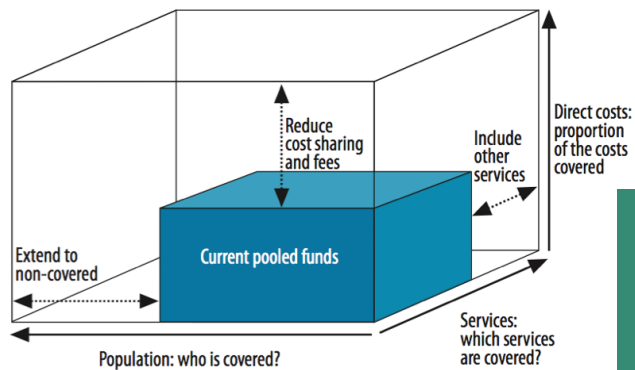 Reduce
cost sharing
and fees
Include
other
services
Direct costs:
proportion
of the costs
covered
Extend to
non-covered
Current pooled funds
Population: who is covered?
Services:
which services
are covered?